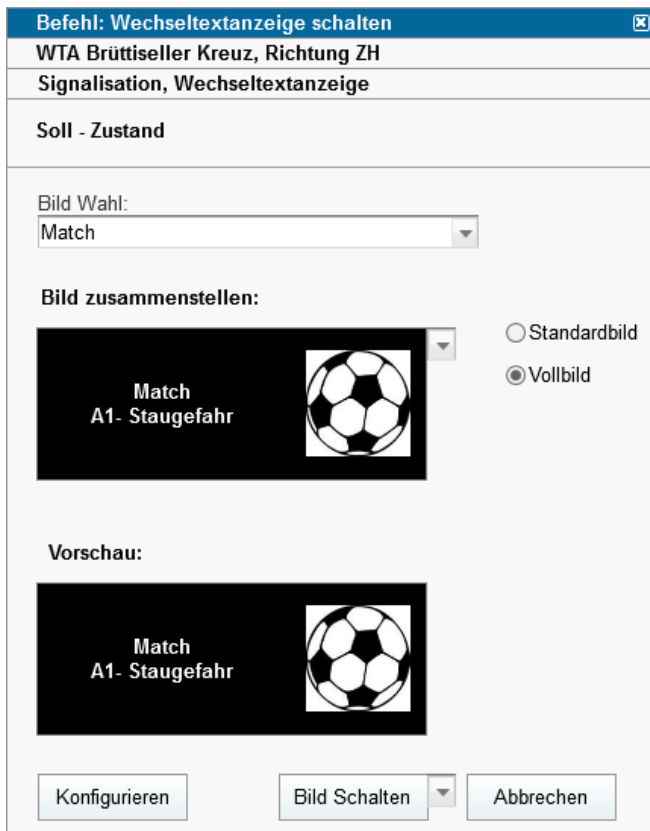 Befehl: Wechseltextanzeige schalten
WTA Brüttiseller Kreuz, Richtung ZH
Signalisation, Wechseltextanzeige
Soll - Zustand
Bild Wahl:
Match
Bild zusammenstellen:
Standardbild
Vollbild
Match
A1- Staugefahr
Vorschau:
Match
A1- Staugefahr
Konfigurieren
Bild Schalten
Abbrechen